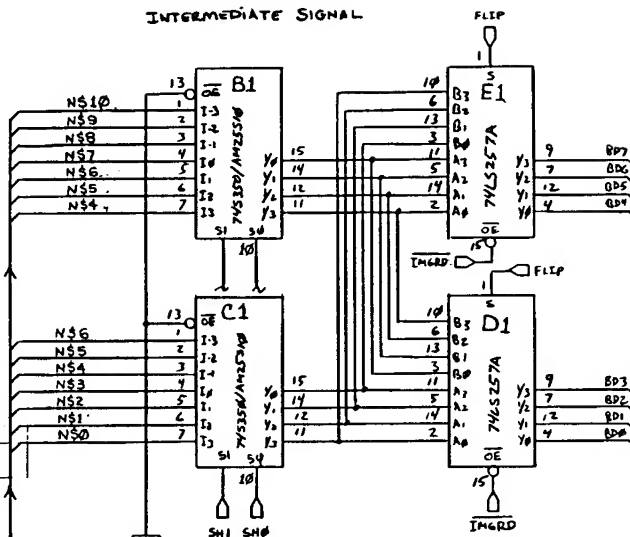 INTERMEDIATE SIGNAL
FLIP
1
S
13
OE
B1
N$10
1
I-3
N$9
2
I-2
N$8
3
I-1
N$7
4
I0
N$6
5
I1
N$5
6
I2
N$4
7
I3
74S350/AM25S10
Y0
15
Y1
14
Y2
12
Y3
11
S1
S0
10
E1
10
B3
6
B2
13
B1
3
B0
11
A3
5
A2
14
A1
2
A0
74LS257A
Y3
9
BD7
Y2
7
BD6
Y1
12
BD5
Y0
4
BD4
OE
15
IMGRD
FLIP
1
S
13
OE
C1
N$6
1
I-3
N$5
2
I-2
N$4
3
I-1
N$3
4
I0
N$2
5
I1
N$1
6
I2
N$0
7
I3
74S350/AM25S10
Y0
15
Y1
14
Y2
12
Y3
11
S1
S0
10
SH1
SH0
D1
10
B3
6
B2
13
B1
3
B0
11
A3
5
A2
14
A1
2
A0
74LS257A
Y3
9
BD3
Y2
7
BD2
Y1
12
BD1
Y0
4
BD0
OE
15
IMGRD